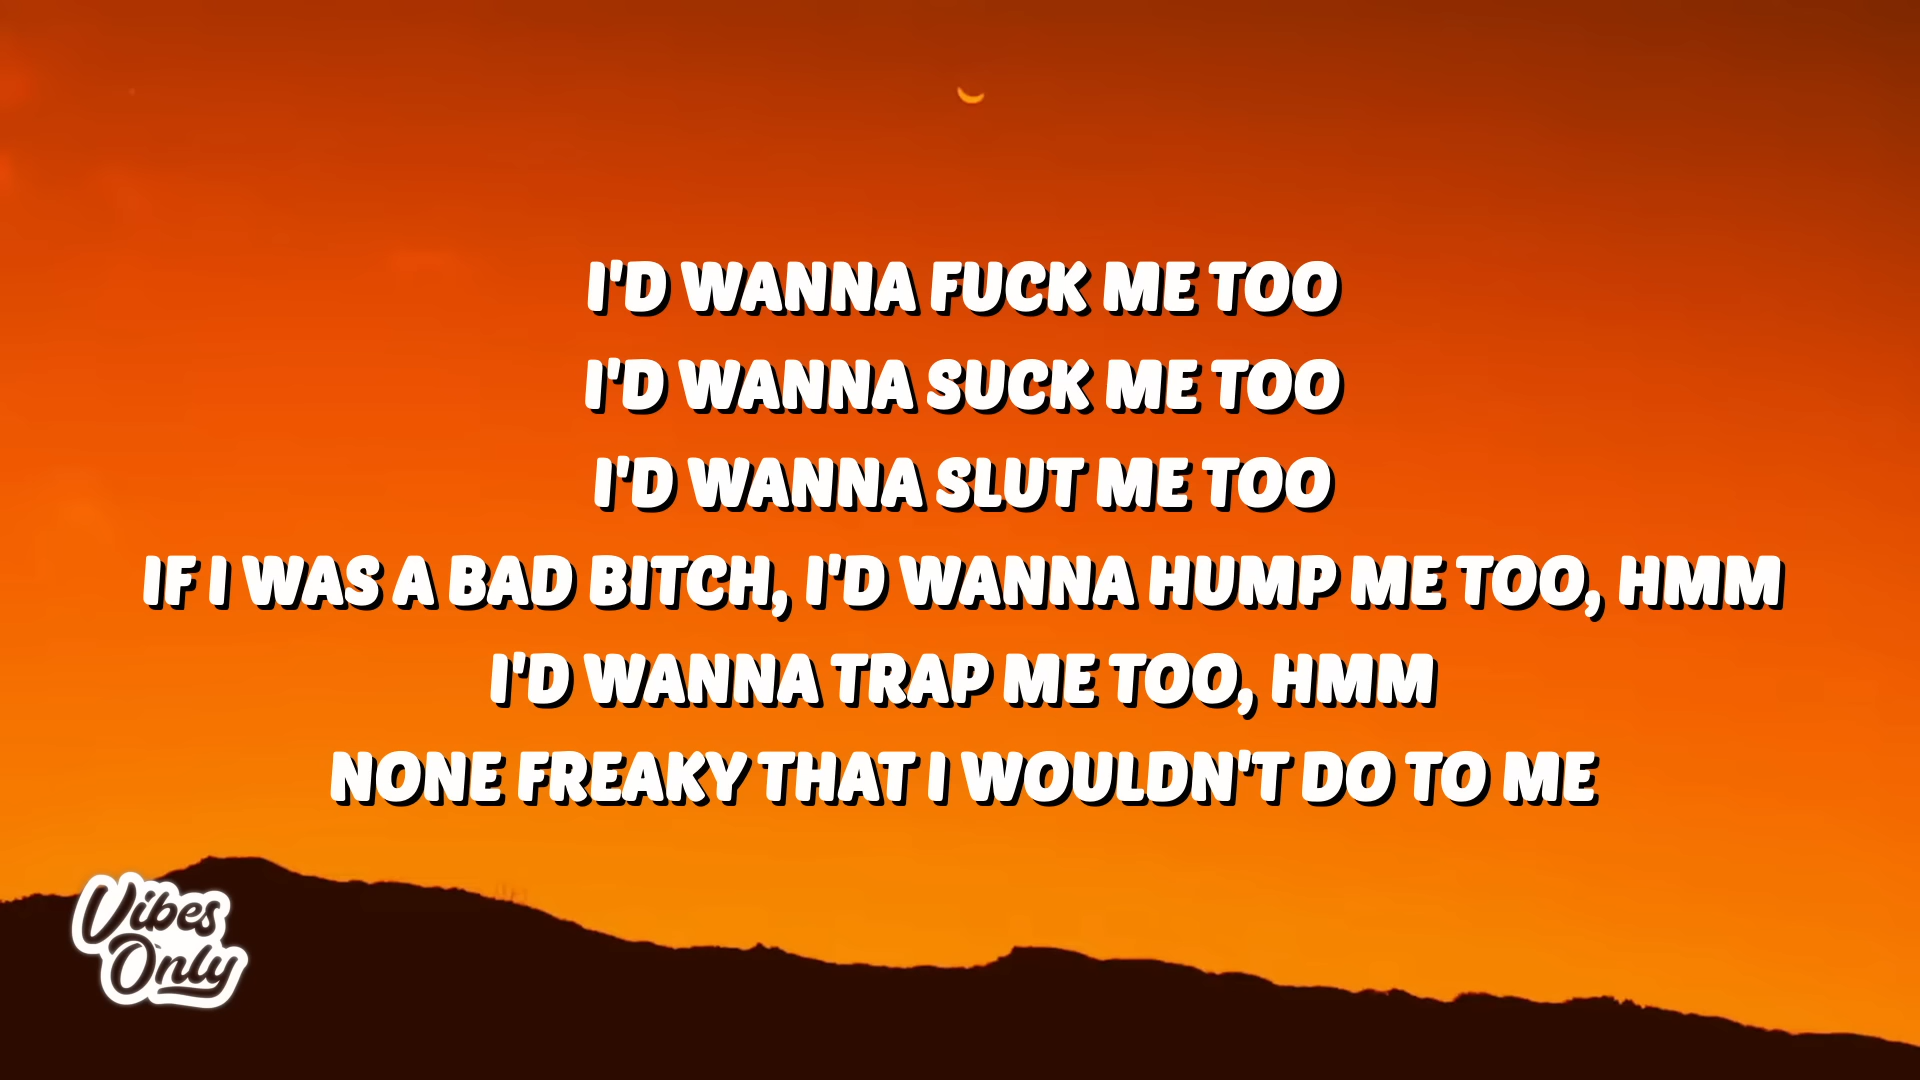 I'D WANNA FUCK ME TOO
I'D WANNA SUCK ME TOO
I'D WANNA SLUT ME TOO
IF I WAS A BAD BITCH, I'D WANNA HUMP ME TOO, HMM
I'D WANNA TRAP ME TOO, HMM
NONE FREAKY THAT I WOULDN'T DO TO ME
Vibes
Only